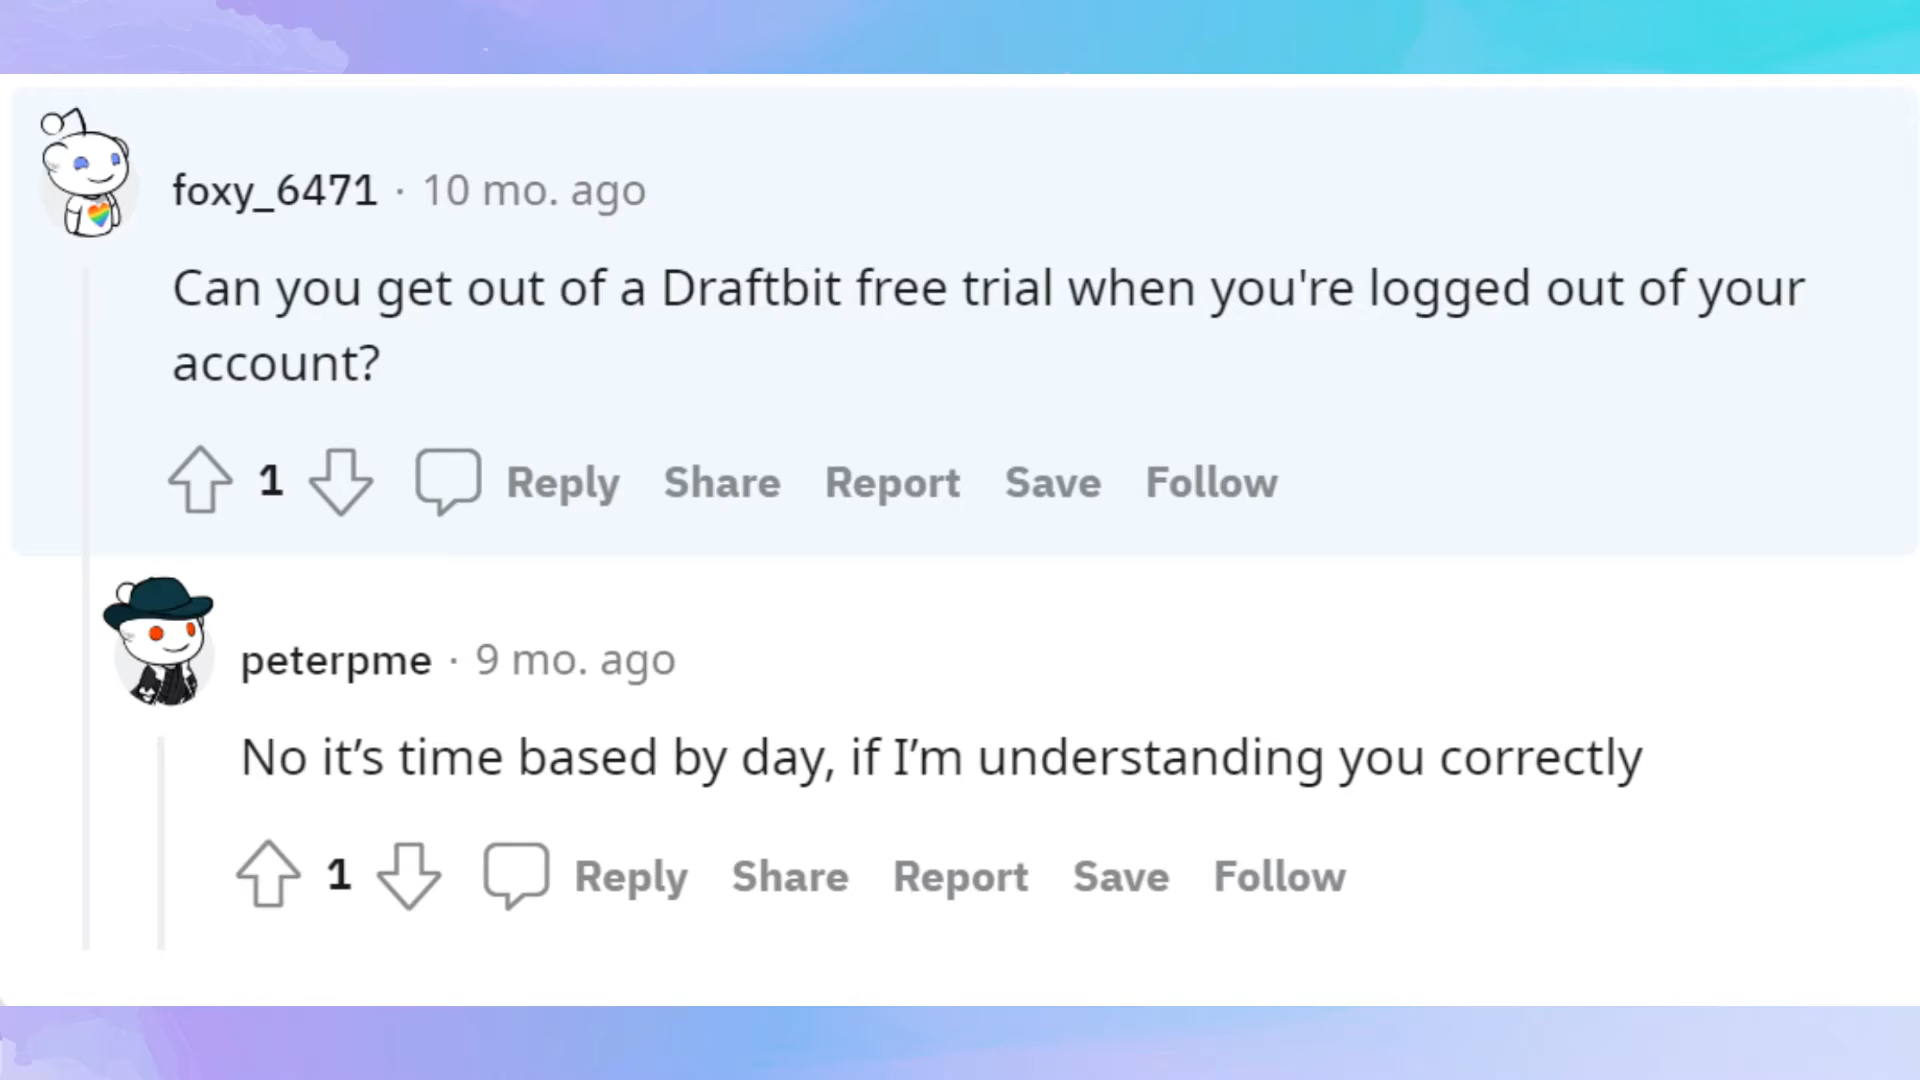 foxy_6471 · 10 mo. ago
Can you get out of a Draftbit free trial when you're logged out of your
account?
1 Reply Share Report Save Follow
peterpme · 9 mo. ago
No it’s time based by day, if I’m understanding you correctly
1 Reply Share Report Save Follow